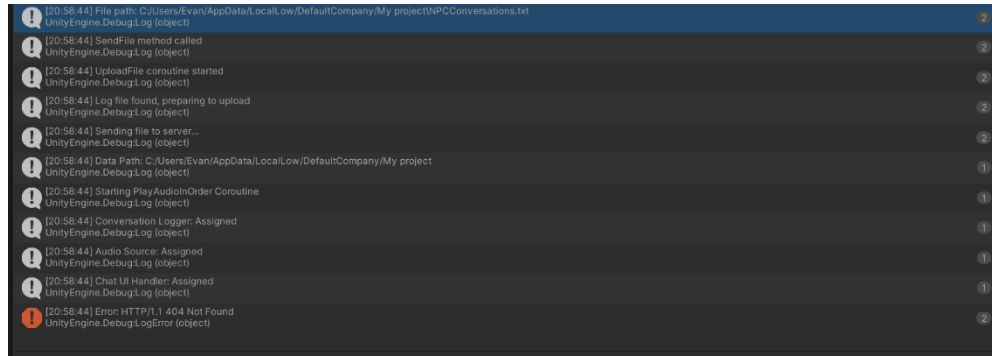 [20:58:44] File path: C:/Users/Evan/AppData/LocalLow/DefaultCompany/My project\NPCConversations.txt
UnityEngine.Debug:Log (object)
2
[20:58:44] SendFile method called
UnityEngine.Debug:Log (object)
2
[20:58:44] UploadFile coroutine started
UnityEngine.Debug:Log (object)
2
[20:58:44] Log file found, preparing to upload
UnityEngine.Debug:Log (object)
2
[20:58:44] Sending file to server...
UnityEngine.Debug:Log (object)
2
[20:58:44] Data Path: C:/Users/Evan/AppData/LocalLow/DefaultCompany/My project
UnityEngine.Debug:Log (object)
1
[20:58:44] Starting PlayAudioInOrder Coroutine
UnityEngine.Debug:Log (object)
1
[20:58:44] Conversation Logger: Assigned
UnityEngine.Debug:Log (object)
1
[20:58:44] Audio Source: Assigned
UnityEngine.Debug:Log (object)
1
[20:58:44] Chat UI Handler: Assigned
UnityEngine.Debug:Log (object)
1
[20:58:44] Error: HTTP/1.1 404 Not Found
UnityEngine.Debug:LogError (object)
2